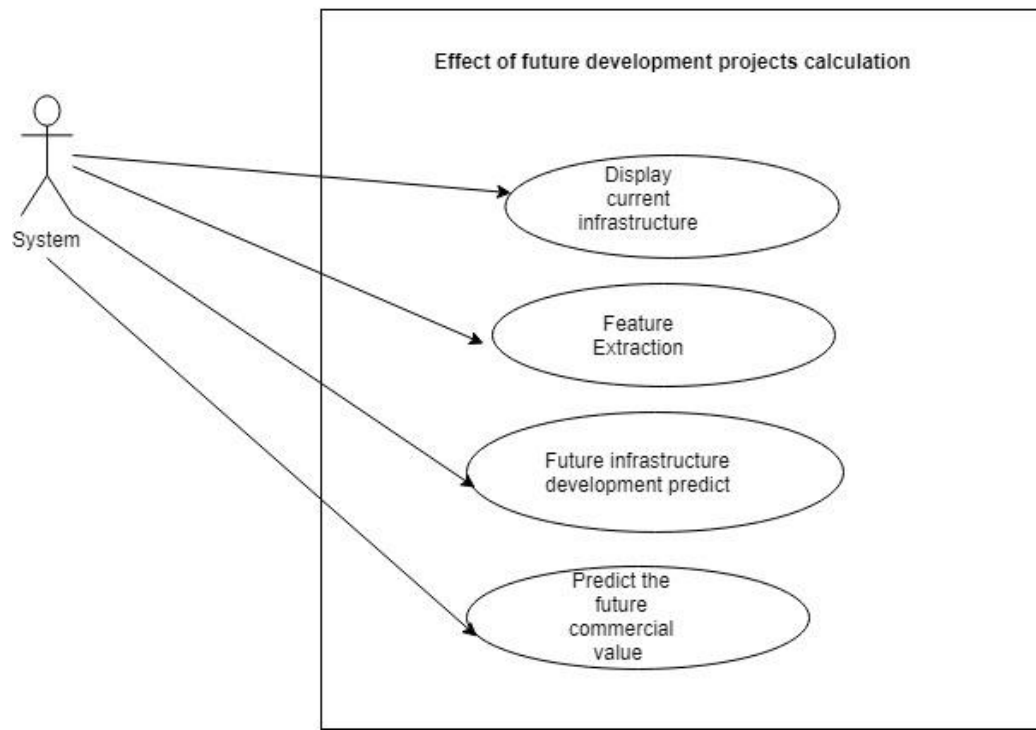 Effect of future development projects calculation
System
Display
current
infrastructure
Feature
Extraction
Future infrastructure
development predict
Predict the
future
commercial
value